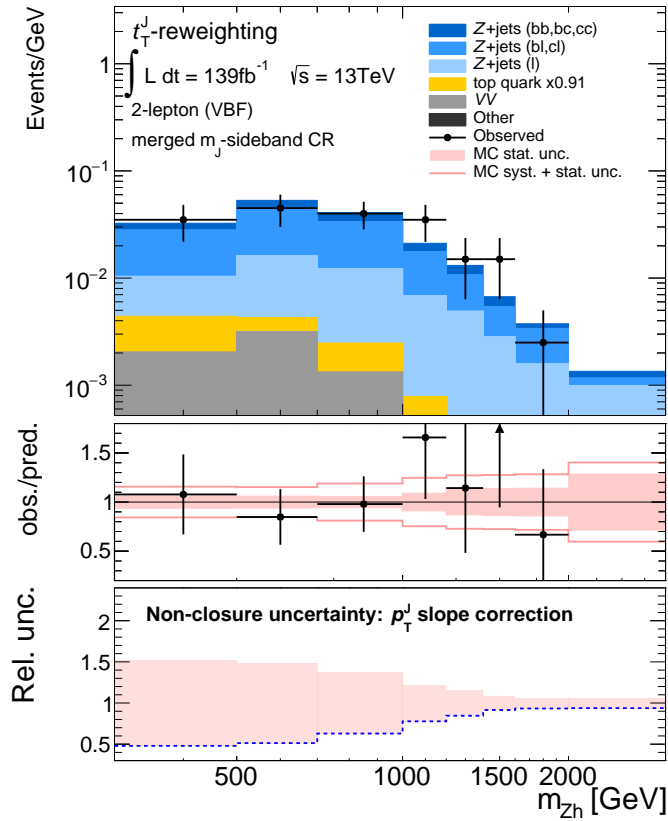 t_T^J-reweighting
∫ L dt = 139fb⁻¹ √s = 13TeV
2-lepton (VBF)
merged m_J-sideband CR
Z+jets (bb,bc,cc)
Z+jets (bl,cl)
Z+jets (l)
top quark x0.91
VV
Other
Observed
MC stat. unc.
MC syst. + stat. unc.
Events/GeV
1
10⁻¹
10⁻²
10⁻³
obs./pred.
1.5
1
0.5
Non-closure uncertainty: p_T^J slope correction
Rel. unc.
2
1.5
1
0.5
500
1000
1500
2000
m_Zh [GeV]